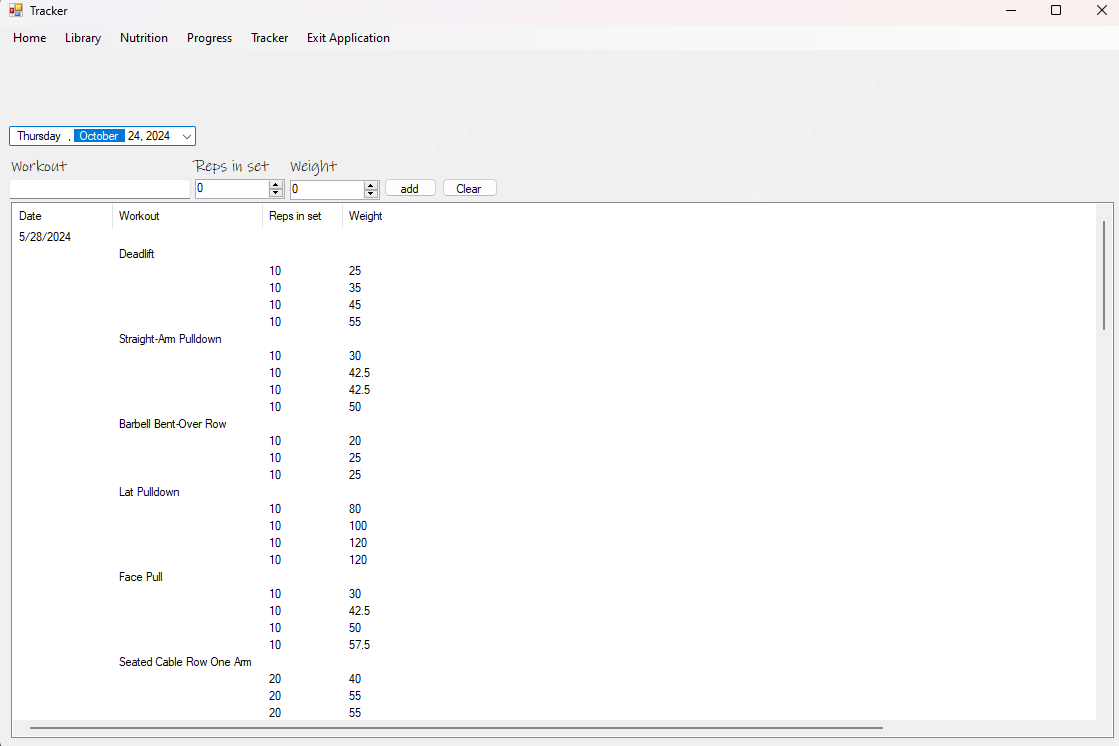 Tracker
Home Library Nutrition Progress Tracker Exit Application
Thursday , October 24, 2024
Workout Reps in set Weight
0 0 add Clear
Date Workout Reps in set Weight
5/28/2024
Deadlift
10 25
10 35
10 45
10 55
Straight-Arm Pulldown
10 30
10 42.5
10 42.5
10 50
Barbell Bent-Over Row
10 20
10 25
10 25
Lat Pulldown
10 80
10 100
10 120
10 120
Face Pull
10 30
10 42.5
10 50
10 57.5
Seated Cable Row One Arm
20 40
20 55
20 55